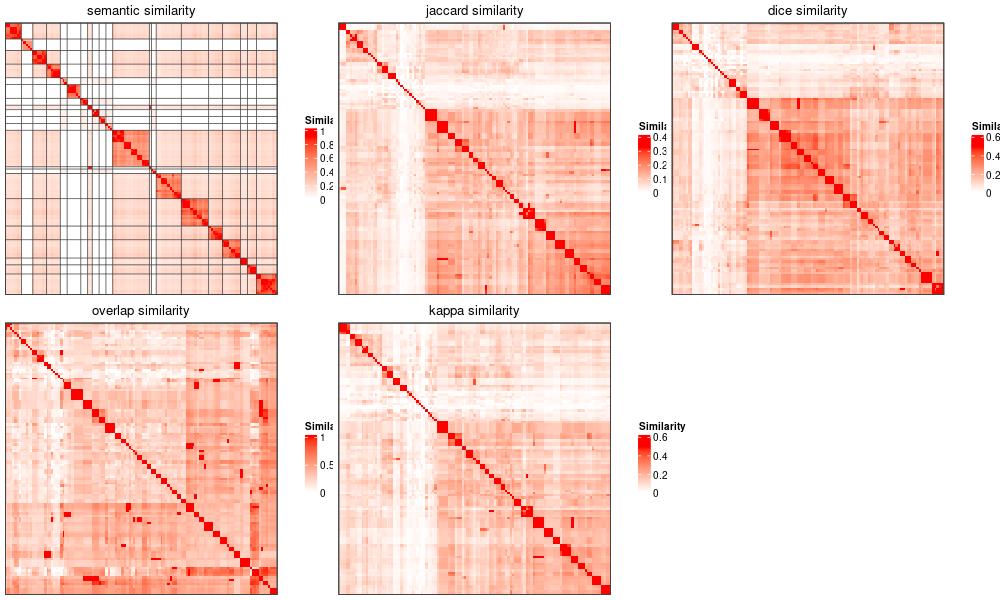 semantic similarity
jaccard similarity
dice similarity
Simila
1
0.8
0.6
0.4
0.2
0
Simila
0.4
0.3
0.2
0.1
0
Simila
0.6
0.4
0.2
0
overlap similarity
kappa similarity
Simila
1
0.5
0
Similarity
0.6
0.4
0.2
0